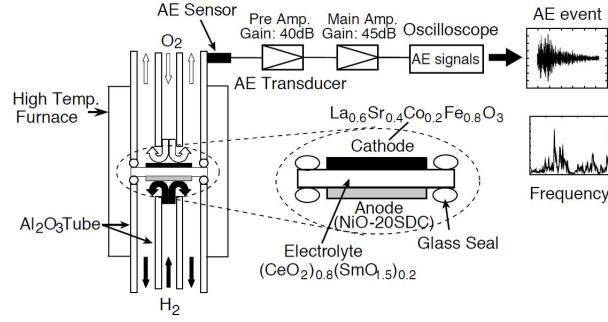 AE Sensor
O2
Pre Amp.
Gain: 40dB
Main Amp.
Gain: 45dB
Oscilloscope
AE signals
AE event
AE Transducer
High Temp.
Furnace
La0.6Sr0.4Co0.2Fe0.8O3
Cathode
Frequency
Al2O3Tube
Anode
(NiO-20SDC)
Glass Seal
Electrolyte
(CeO2)0.8(SmO1.5)0.2
H2